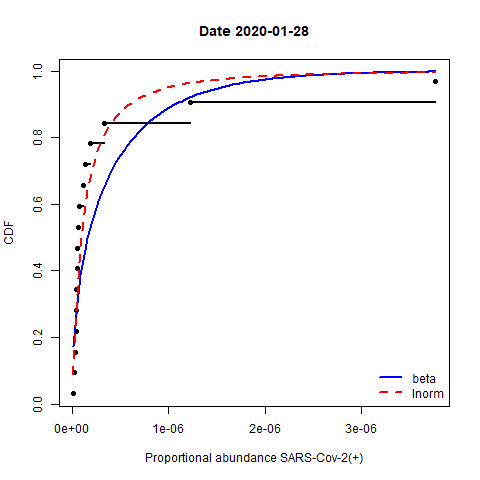 Date 2020-01-28
CDF
1.0
0.8
0.6
0.4
0.2
0.0
0e+00 1e-06 2e-06 3e-06
Proportional abundance SARS-Cov-2(+)
beta
lnorm